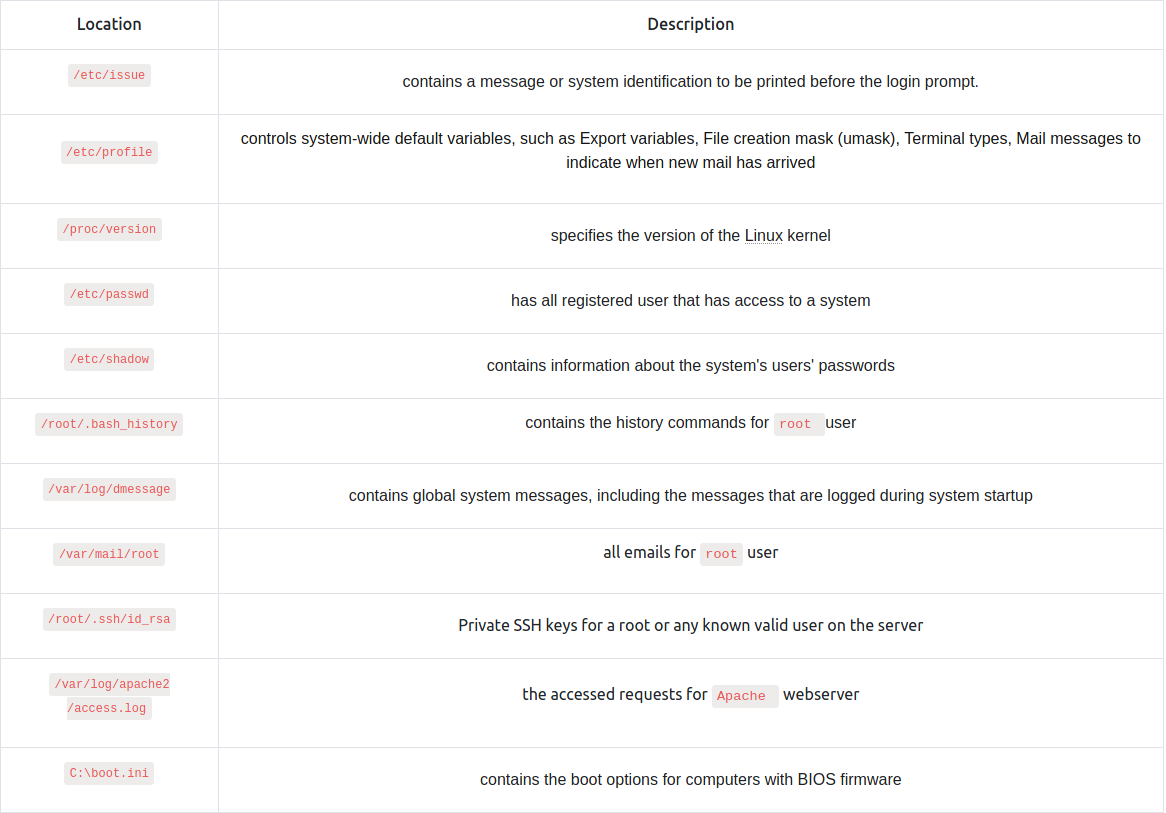 Location Description
/etc/issue contains a message or system identification to be printed before the login prompt.
/etc/profile controls system-wide default variables, such as Export variables, File creation mask (umask), Terminal types, Mail messages to
indicate when new mail has arrived
/proc/version specifies the version of the Linux kernel
/etc/passwd has all registered user that has access to a system
/etc/shadow contains information about the system's users' passwords
/root/.bash_history contains the history commands for root user
/var/log/dmessage contains global system messages, including the messages that are logged during system startup
/var/mail/root all emails for root user
/root/.ssh/id_rsa Private SSH keys for a root or any known valid user on the server
/var/log/apache2
/access.log the accessed requests for Apache webserver
C:\boot.ini contains the boot options for computers with BIOS firmware